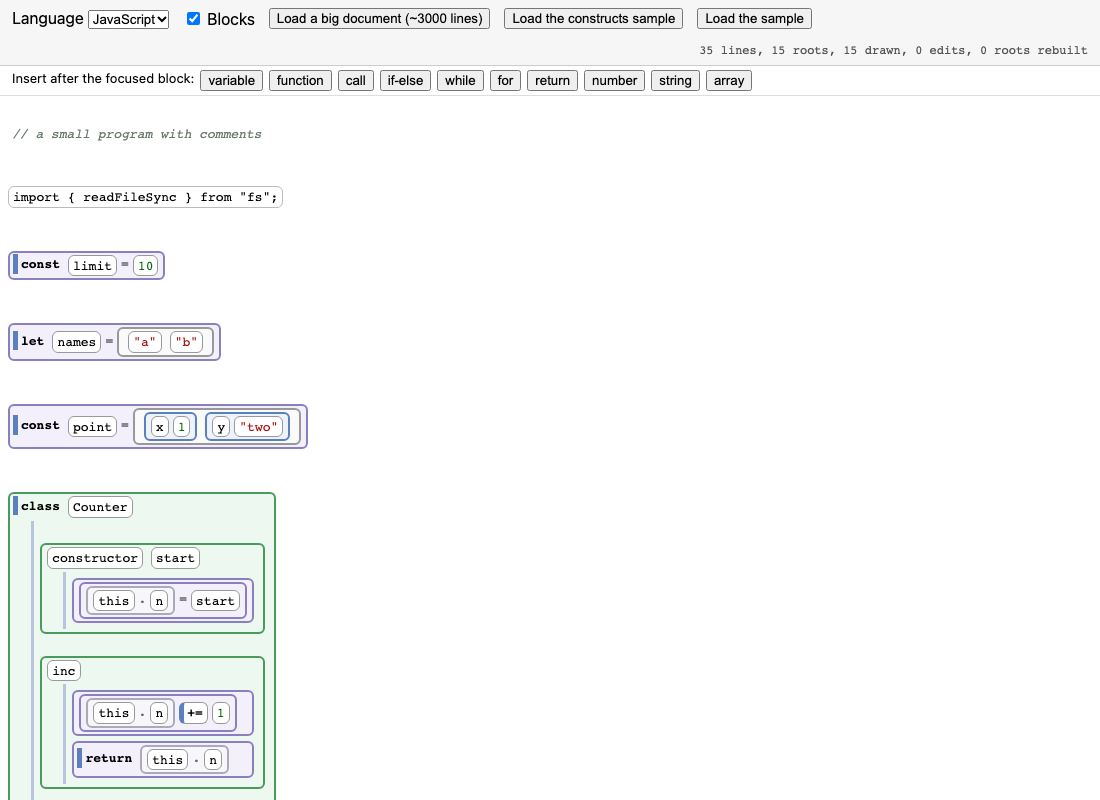 Language JavaScript Blocks Load a big document (~3000 lines) Load the constructs sample Load the sample
35 lines, 15 roots, 15 drawn, 0 edits, 0 roots rebuilt
Insert after the focused block: variable function call if-else while for return number string array
// a small program with comments
import { readFileSync } from "fs";
const limit = 10
let names = "a" "b"
const point = x 1 y "two"
class Counter
constructor start
this . n = start
inc
this . n += 1
return this . n